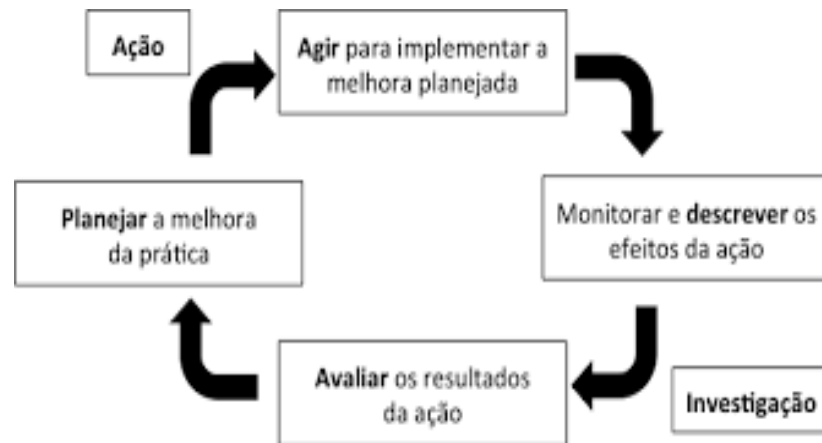 Ação
Agir para implementar a
melhora planejada
Planejar a melhora
da prática
Monitorar e descrever os
efeitos da ação
Avaliar os resultados
da ação
Investigação